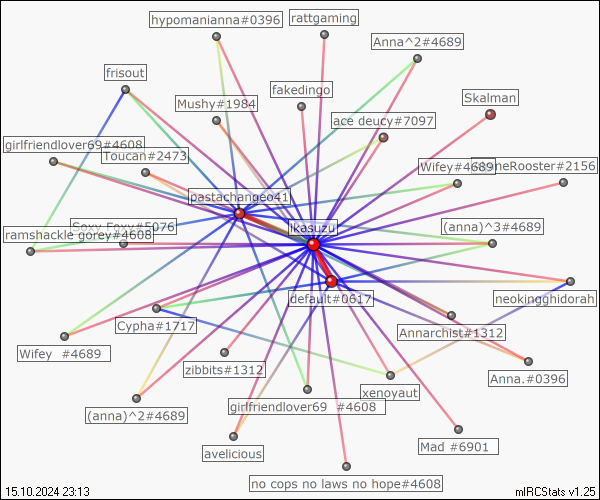 hypomanianna#0396
rattgaming
Anna^2#4689
frisout
fakedingo
Skalman
Mushy#1984
ace deucy#7097
girlfriendlover69#4608
Toucan#2473
Wifey#4689
neRooster#2156
pastachangeo41
Soxy Foxy#5076
ikasuzu
(anna)^3#4689
ramshackle gorey#4608
default#0617
neokingghidorah
Cypha#1717
Annarchist#1312
Wifey #4689
zibbits#1312
Anna.#0396
xenoyaut
(anna)^2#4689
girlfriendlover69 #4608
avelicious
Mad #6901
no cops no laws no hope#4608
15.10.2024 23:13
mIRCStats v1.25